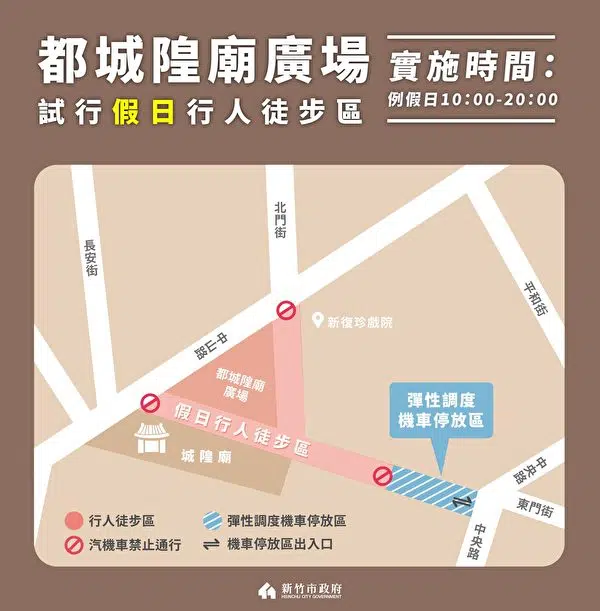 都城隍廟廣場
試行假日行人徒步區
實施時間：
例假日10:00-20:00
長安街
北門街
平和街
中山路
新復珍戲院
都城隍廟
廣場
假日行人徒步區
城隍廟
彈性調度
機車停放區
中央路
東門街
中央路
行人徒步區
彈性調度機車停放區
汽機車禁止通行
機車停放區出入口
新竹市政府
HSINCHU CITY GOVERNMENT